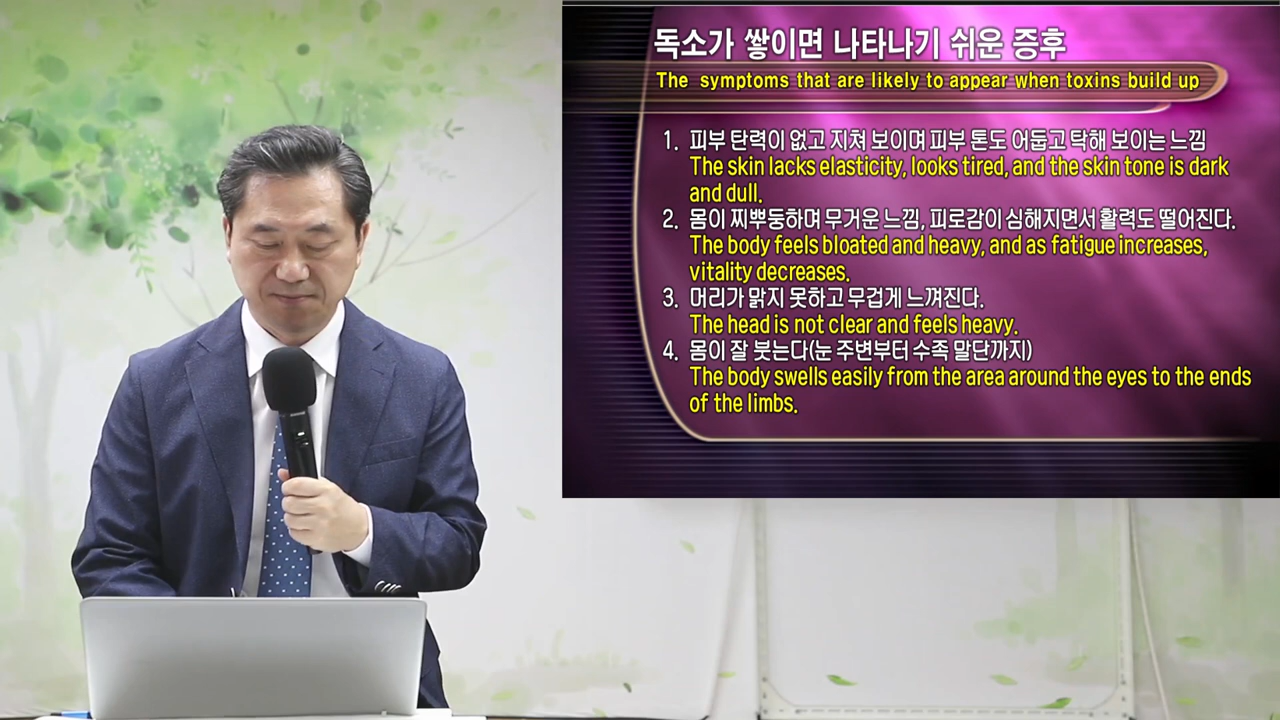 독소가 쌓이면 나타나기 쉬운 증후
The symptoms that are likely to appear when toxins build up
1. 피부 탄력이 없고 지쳐 보이며 피부 톤도 어둡고 탁해 보이는 느낌
The skin lacks elasticity, looks tired, and the skin tone is dark
and dull.
2. 몸이 찌뿌둥하며 무거운 느낌, 피로감이 심해지면서 활력도 떨어진다.
The body feels bloated and heavy, and as fatigue increases,
vitality decreases.
3. 머리가 맑지 못하고 무겁게 느껴진다.
The head is not clear and feels heavy.
4. 몸이 잘 붓는다(눈 주변부터 수족 말단까지)
The body swells easily from the area around the eyes to the ends
of the limbs.